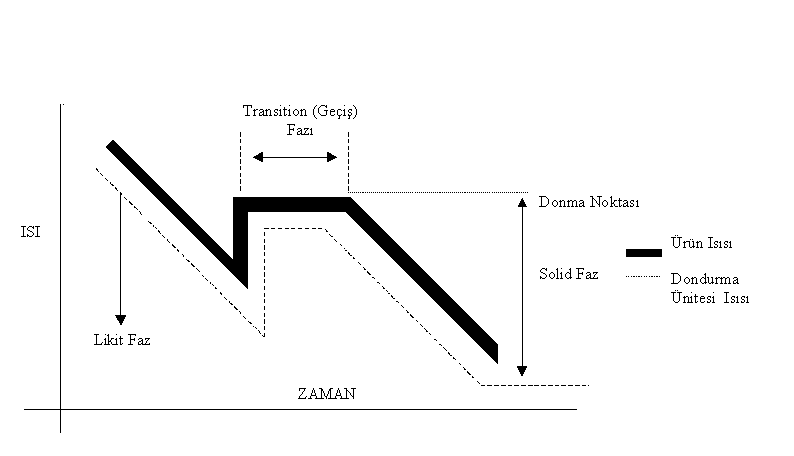 Transition (Geçiş)
Fazı
Donma Noktası
ISI
Ürün Isısı
Solid Faz
Dondurma
Ünitesi Isısı
Likit Faz
ZAMAN